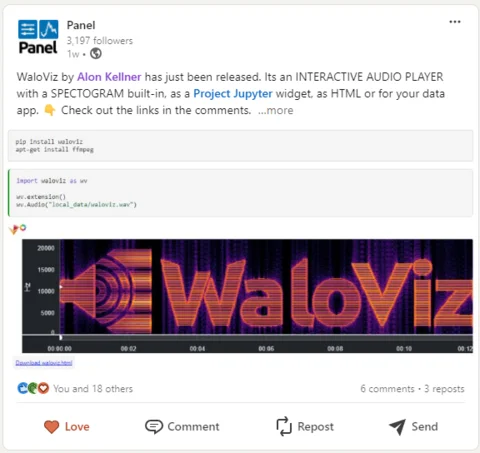 Panel
...
Panel
3,197 followers
1w •
WaloViz by Alon Kellner has just been released. Its an INTERACTIVE AUDIO PLAYER
with a SPECTOGRAM built-in, as a Project Jupyter widget, as HTML or for your data
app. 👇 Check out the links in the comments. ...more
pip install waloviz
apt-get install ffmpeg
import waloviz as wv
wv.extension()
wv.Audio("local_data/waloviz.wav")
20000
15000
Hz
10000
5000
0
WaloViz
00:00:00
00:02
00:04
00:06
00:08
00:10
00:12
Download waloviz.html
You and 18 others
6 comments • 3 reposts
Love
Comment
Repost
Send